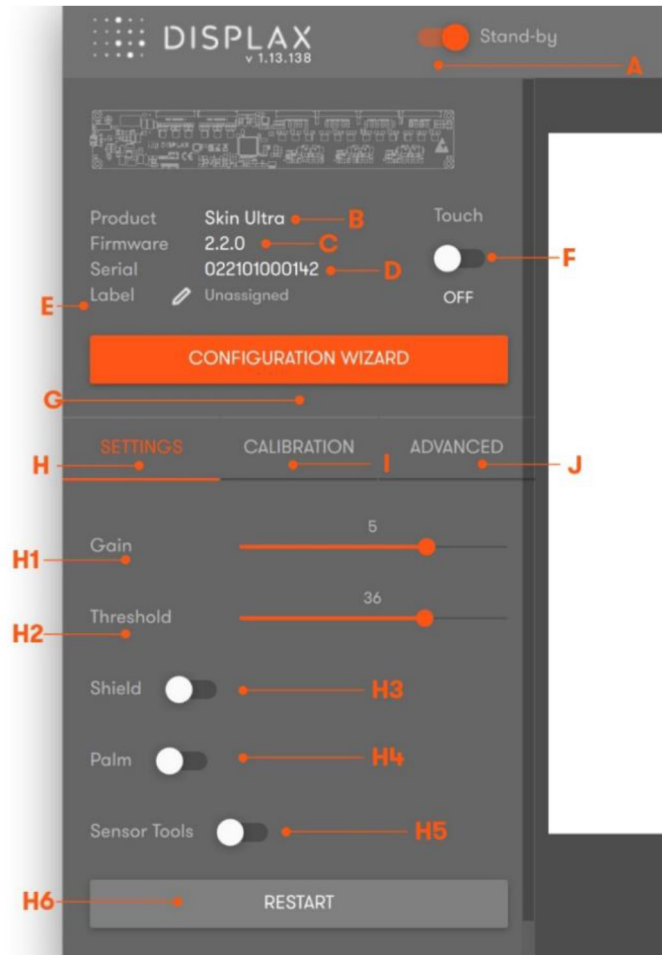 DISPLAX
v 1.13.138
Stand-by
A
DISPLAX
Product Skin Ultra B Touch
Firmware 2.2.0 C
F
Serial 022101000142 D
E Label Unassigned OFF
CONFIGURATION WIZARD
G
SETTINGS CALIBRATION ADVANCED
H I J
5
Gain
H1
36
Threshold
H2
Shield H3
Palm H4
Sensor Tools H5
H6 RESTART